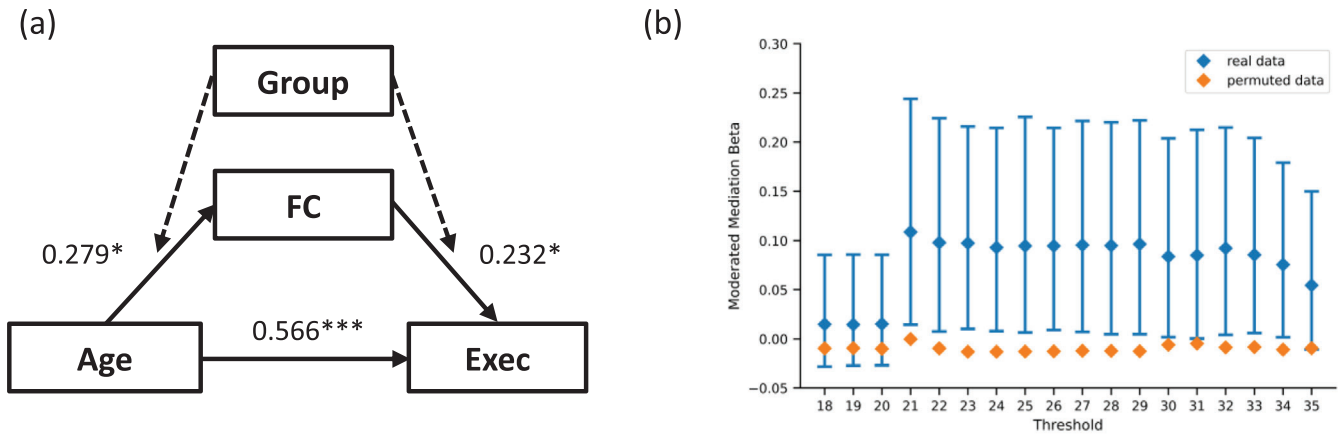 (a)
Group
FC
0.279*
0.232*
0.566***
Age
Exec
(b)
real data
permuted data
Moderated Mediation Beta
0.30
0.25
0.20
0.15
0.10
0.05
0.00
−0.05
18 19 20 21 22 23 24 25 26 27 28 29 30 31 32 33 34 35
Threshold